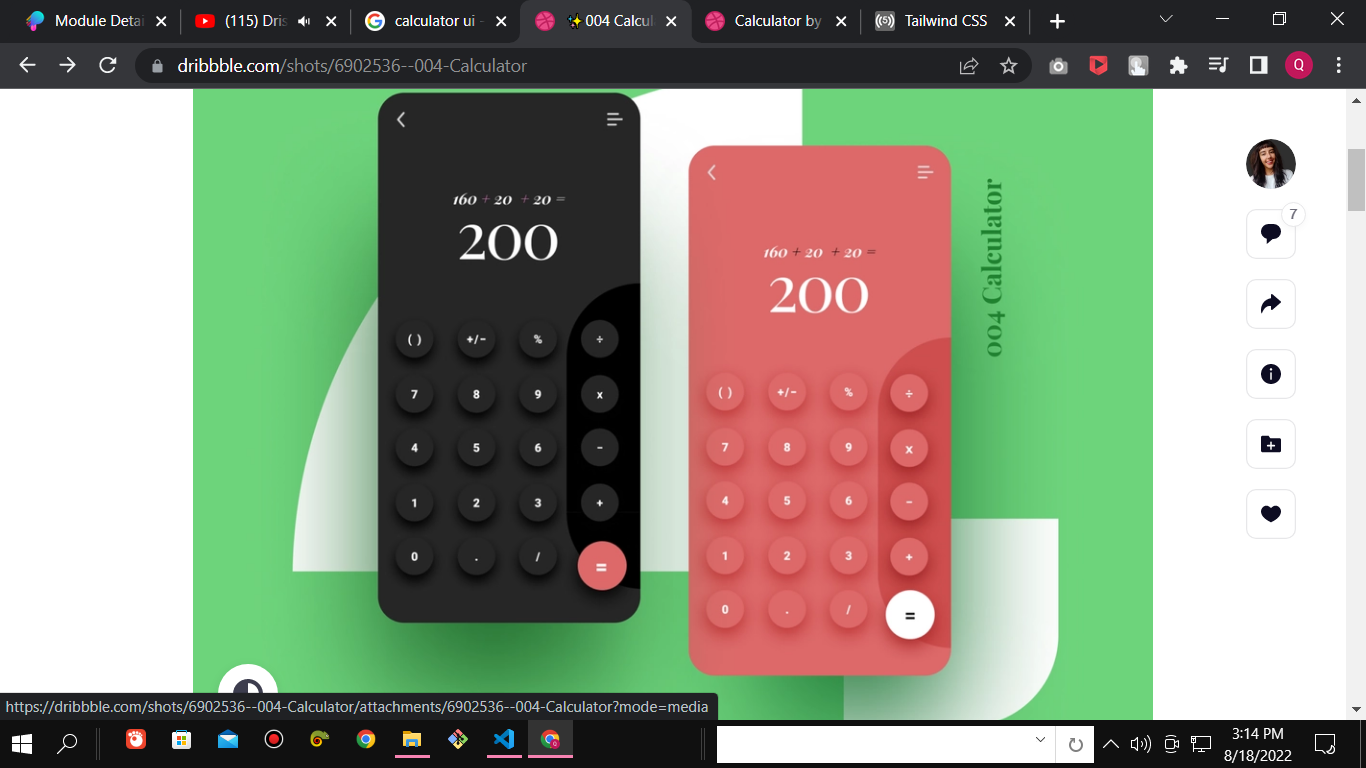 Module Detai
(115) Dris
calculator ui -
004 Calcul
Calculator by
Tailwind CSS
dribbble.com/shots/6902536--004-Calculator
Q
160 + 20 + 20 =
200
( ) +/- % ÷
7 8 9 x
4 5 6 -
1 2 3 +
0 . / =
160 + 20 + 20 =
200
( ) +/- % ÷
7 8 9 x
4 5 6 -
1 2 3 +
0 . / =
004 Calculator
7
https://dribbble.com/shots/6902536--004-Calculator/attachments/6902536--004-Calculator?mode=media
3:14 PM
8/18/2022